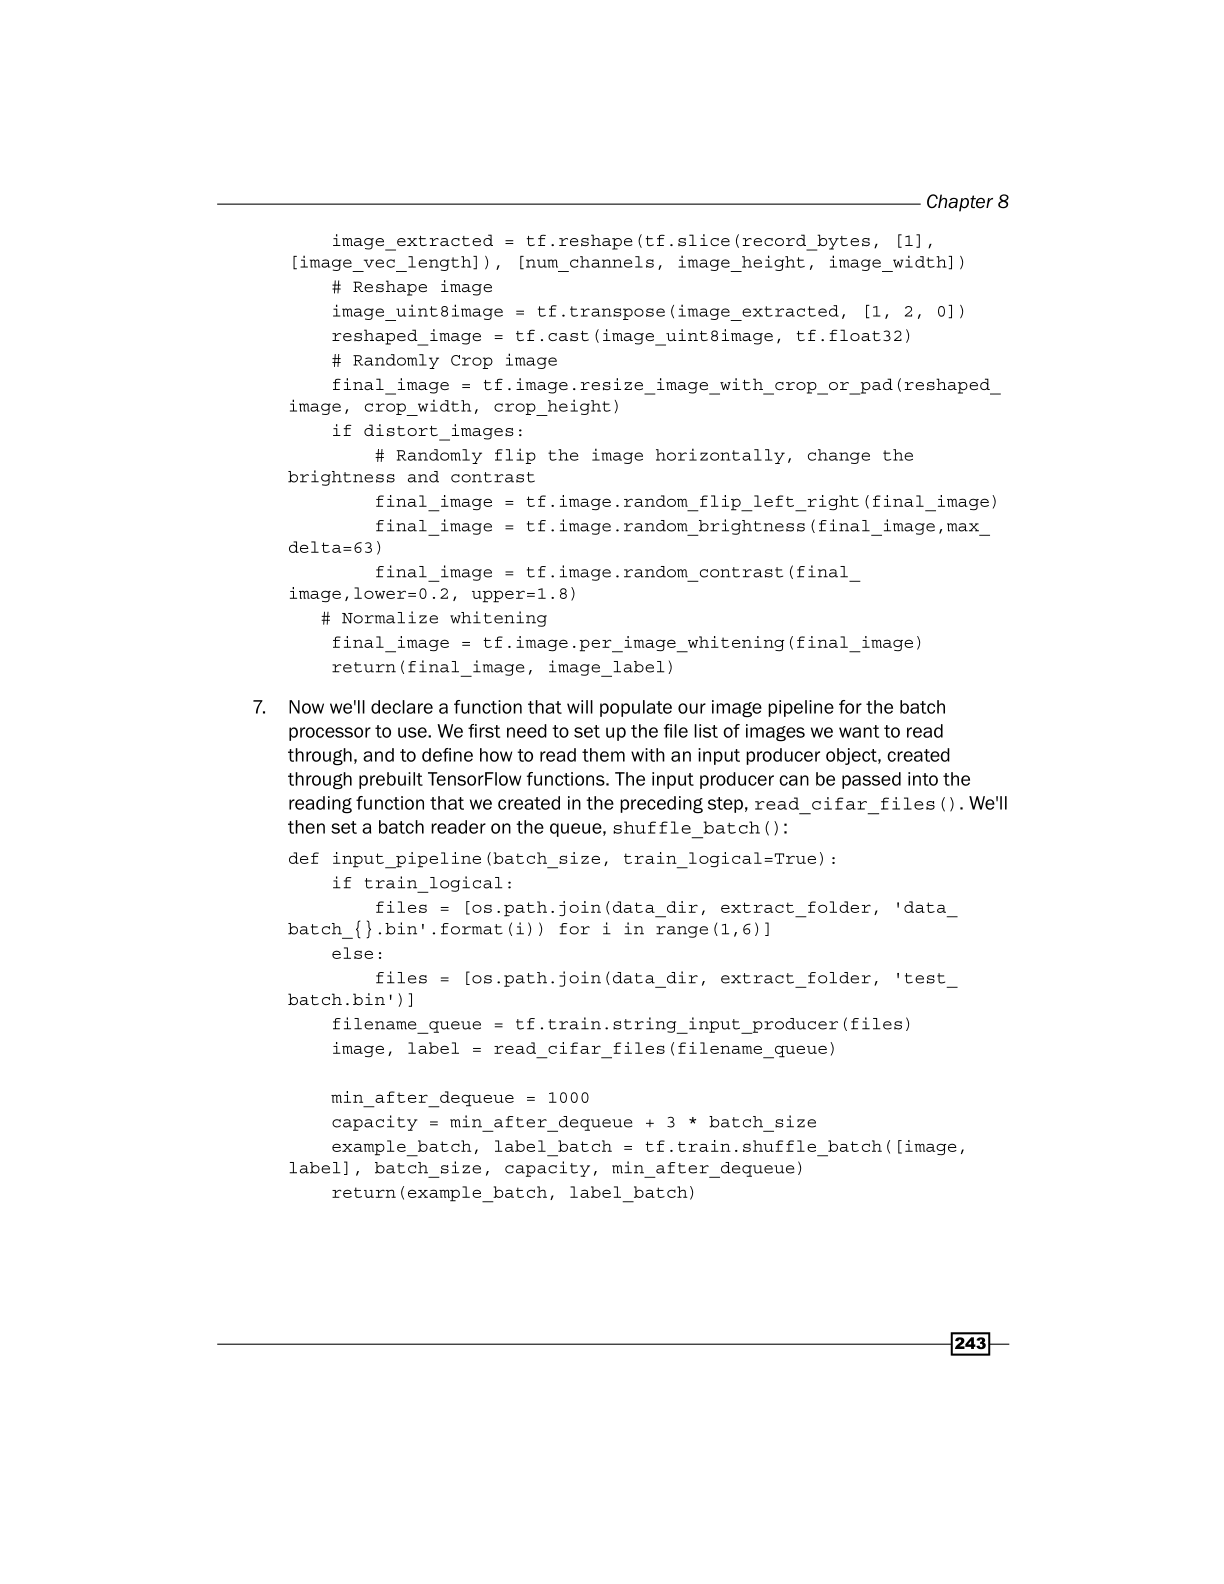 Chapter 8
    image_extracted = tf.reshape(tf.slice(record_bytes, [1],
[image_vec_length]), [num_channels, image_height, image_width])
    # Reshape image
    image_uint8image = tf.transpose(image_extracted, [1, 2, 0])
    reshaped_image = tf.cast(image_uint8image, tf.float32)
    # Randomly Crop image
    final_image = tf.image.resize_image_with_crop_or_pad(reshaped_
image, crop_width, crop_height)
    if distort_images:
        # Randomly flip the image horizontally, change the
brightness and contrast
        final_image = tf.image.random_flip_left_right(final_image)
        final_image = tf.image.random_brightness(final_image,max_
delta=63)
        final_image = tf.image.random_contrast(final_
image,lower=0.2, upper=1.8)
   # Normalize whitening
    final_image = tf.image.per_image_whitening(final_image)
    return(final_image, image_label)
7. Now we'll declare a function that will populate our image pipeline for the batch
processor to use. We first need to set up the file list of images we want to read
through, and to define how to read them with an input producer object, created
through prebuilt TensorFlow functions. The input producer can be passed into the
reading function that we created in the preceding step, read_cifar_files(). We'll
then set a batch reader on the queue, shuffle_batch():
def input_pipeline(batch_size, train_logical=True):
    if train_logical:
        files = [os.path.join(data_dir, extract_folder, 'data_
batch_{}.bin'.format(i)) for i in range(1,6)]
    else:
        files = [os.path.join(data_dir, extract_folder, 'test_
batch.bin')]
    filename_queue = tf.train.string_input_producer(files)
    image, label = read_cifar_files(filename_queue)
    min_after_dequeue = 1000
    capacity = min_after_dequeue + 3 * batch_size
    example_batch, label_batch = tf.train.shuffle_batch([image,
label], batch_size, capacity, min_after_dequeue)
    return(example_batch, label_batch)
243